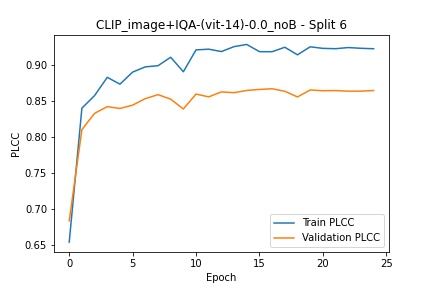 CLIP_image+IQA-(vit-14)-0.0_noB - Split 6
PLCC
0.90
0.85
0.80
0.75
0.70
0.65
Train PLCC
Validation PLCC
0 5 10 15 20 25
Epoch